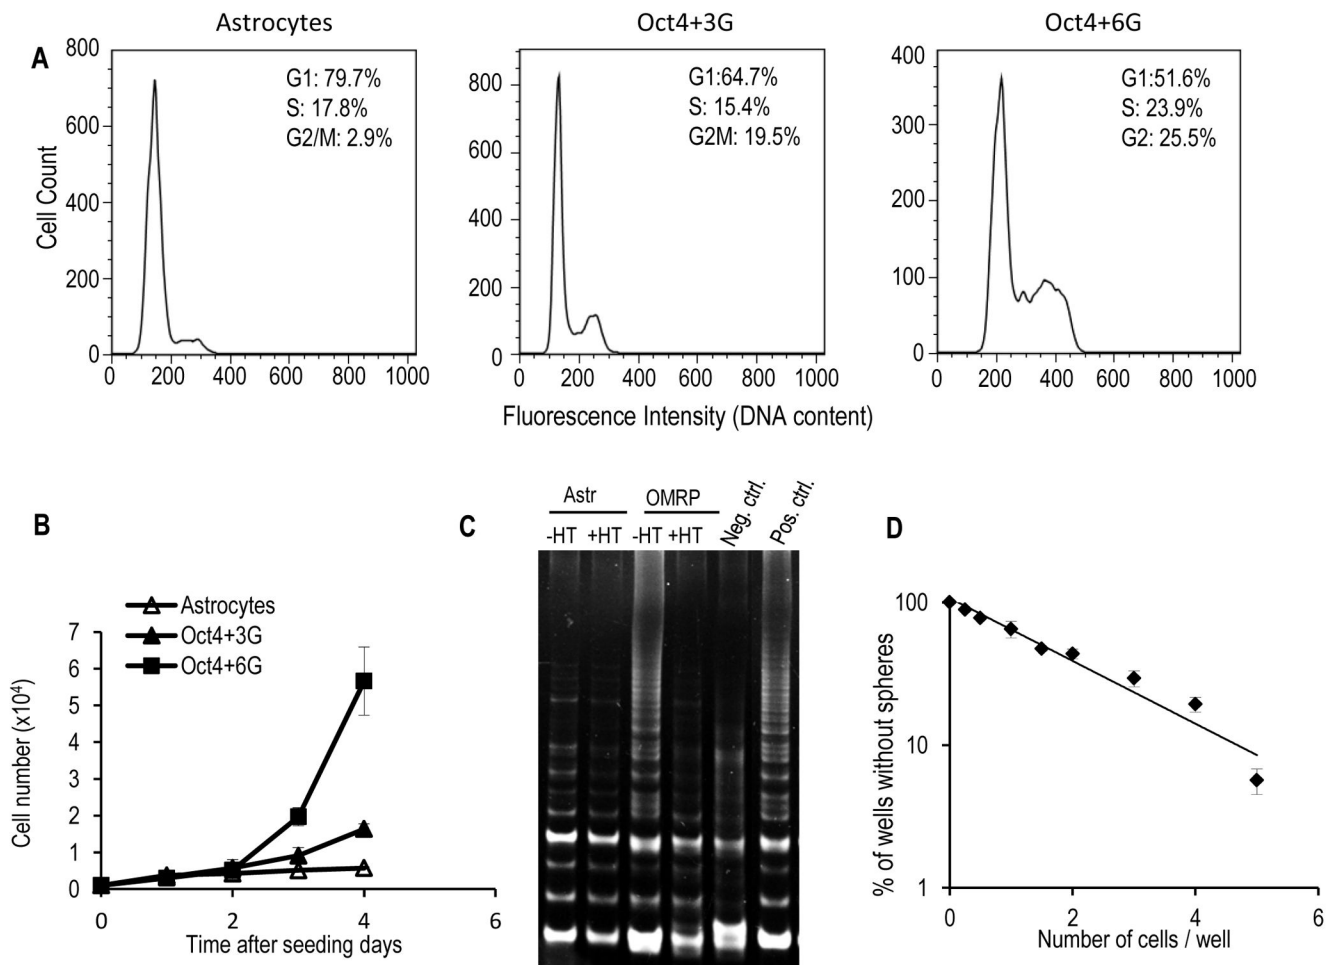 Astrocytes
Oct4+3G
Oct4+6G
A
Cell Count
800
600
400
200
0
0 200 400 600 800 1000
G1: 79.7%
S: 17.8%
G2/M: 2.9%
800
600
400
200
0
0 200 400 600 800 1000
G1:64.7%
S: 15.4%
G2M: 19.5%
400
300
200
100
0
0 200 400 600 800 1000
G1:51.6%
S: 23.9%
G2: 25.5%
Fluorescence Intensity (DNA content)
B
Astrocytes
Oct4+3G
Oct4+6G
Cell number (x10⁴)
7
6
5
4
3
2
1
0
0 2 4 6
Time after seeding days
C
Astr
OMRP
Neg. ctrl.
Pos. ctrl.
-HT +HT -HT +HT
D
% of wells without spheres
100
10
1
0 2 4 6
Number of cells / well